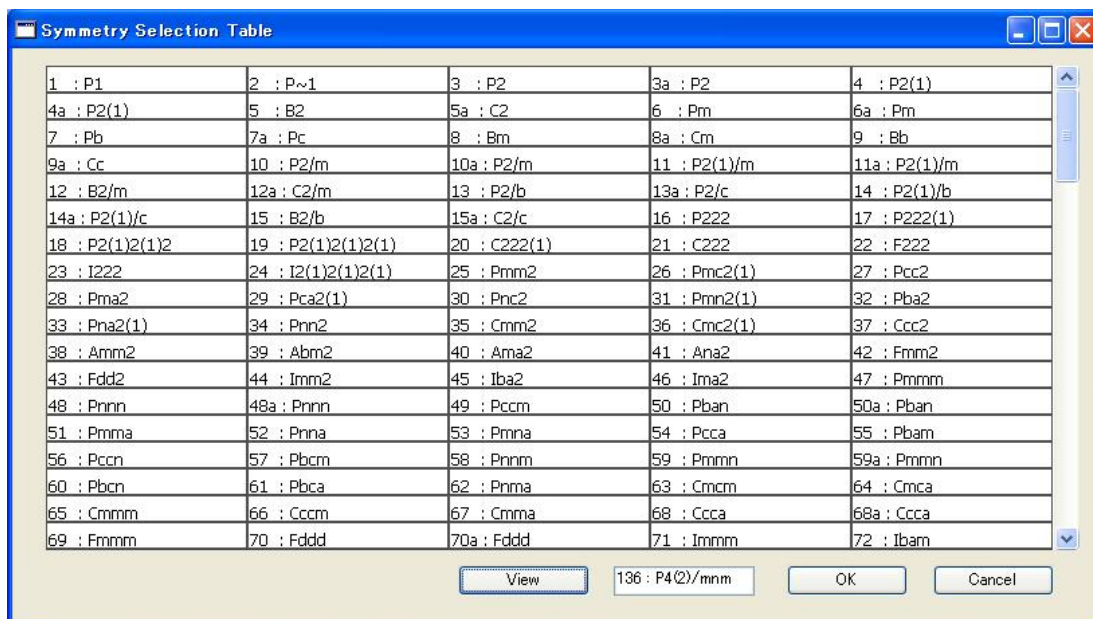 Symmetry Selection Table
1 : P1 2 : P~1 3 : P2 3a : P2 4 : P2(1)
4a : P2(1) 5 : B2 5a : C2 6 : Pm 6a : Pm
7 : Pb 7a : Pc 8 : Bm 8a : Cm 9 : Bb
9a : Cc 10 : P2/m 10a : P2/m 11 : P2(1)/m 11a : P2(1)/m
12 : B2/m 12a : C2/m 13 : P2/b 13a : P2/c 14 : P2(1)/b
14a : P2(1)/c 15 : B2/b 15a : C2/c 16 : P222 17 : P222(1)
18 : P2(1)2(1)2 19 : P2(1)2(1)2(1) 20 : C222(1) 21 : C222 22 : F222
23 : I222 24 : I2(1)2(1)2(1) 25 : Pmm2 26 : Pmc2(1) 27 : Pcc2
28 : Pma2 29 : Pca2(1) 30 : Pnc2 31 : Pmn2(1) 32 : Pba2
33 : Pna2(1) 34 : Pnn2 35 : Cmm2 36 : Cmc2(1) 37 : Ccc2
38 : Amm2 39 : Abm2 40 : Ama2 41 : Ana2 42 : Fmm2
43 : Fdd2 44 : Imm2 45 : Iba2 46 : Ima2 47 : Pmmm
48 : Pnnn 48a : Pnnn 49 : Pccm 50 : Pban 50a : Pban
51 : Pmma 52 : Pnna 53 : Pmna 54 : Pcca 55 : Pbam
56 : Pccn 57 : Pbcm 58 : Pnnm 59 : Pmmn 59a : Pmmn
60 : Pbcn 61 : Pbca 62 : Pnma 63 : Cmcm 64 : Cmca
65 : Cmmm 66 : Cccm 67 : Cmma 68 : Ccca 68a : Ccca
69 : Fmmm 70 : Fddd 70a : Fddd 71 : Immm 72 : Ibam
View 136 : P4(2)/mnm OK Cancel